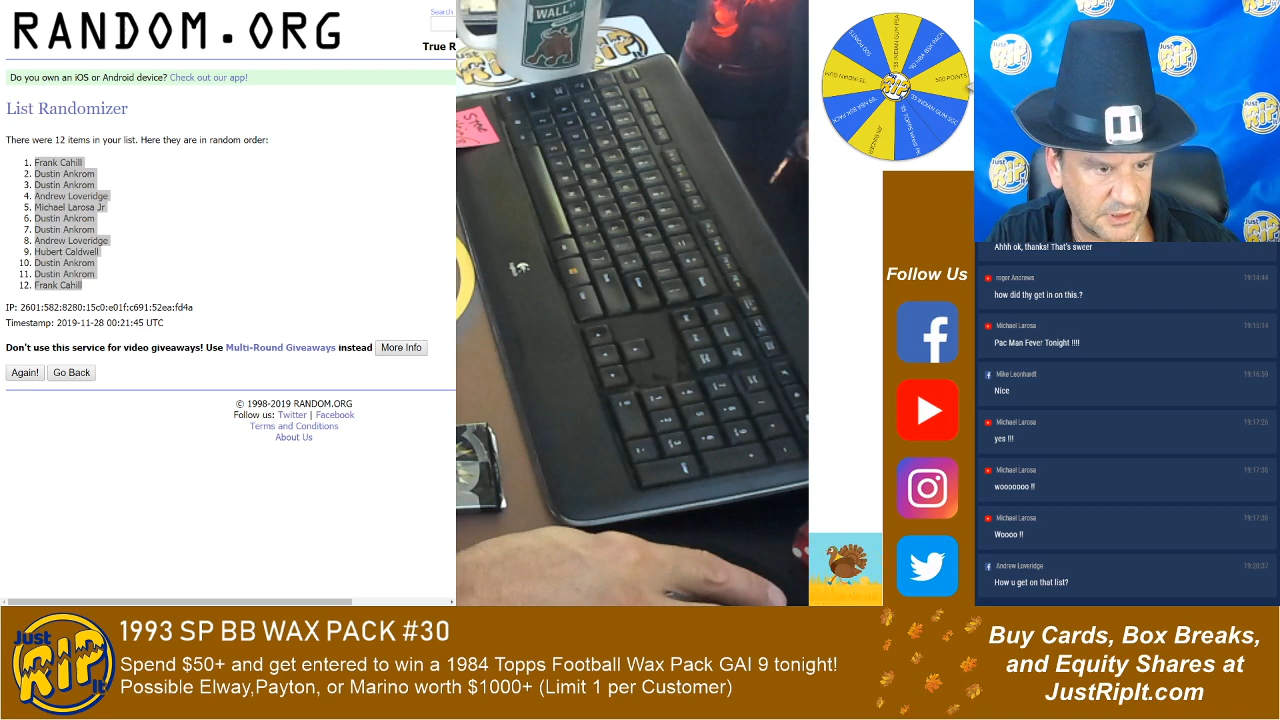 RANDOM.ORG
Search
True R
Do you own an iOS or Android device? Check out our app!
List Randomizer
There were 12 items in your list. Here they are in random order:
1. Frank Cahill
2. Dustin Ankrom
3. Dustin Ankrom
4. Andrew Loveridge
5. Michael Larosa Jr
6. Dustin Ankrom
7. Dustin Ankrom
8. Andrew Loveridge
9. Hubert Caldwell
10. Dustin Ankrom
11. Dustin Ankrom
12. Frank Cahill
IP: 2601:582:8280:15c0:e01f:c691:52ea:fd4a
Timestamp: 2019-11-28 00:21:45 UTC
Don't use this service for video giveaways! Use Multi-Round Giveaways instead More Info
Again! Go Back
© 1998-2019 RANDOM.ORG
Follow us: Twitter | Facebook
Terms and Conditions
About Us
WALL
500 POINTS
Follow Us
Ahhh ok, thanks! That's sweer
roger Andrews 19:14:44
how did thy get in on this.?
Michael Larosa 19:15:14
Pac Man Fever Tonight !!!!
Mike Leonhardt 19:16:59
Nice
Michael Larosa 19:17:26
yes !!!
Michael Larosa 19:17:36
wooooooo !!
Michael Larosa 19:17:36
Woooo !!
Andrew Loveridge 19:20:37
How u get on that list?
Just RIP It
1993 SP BB WAX PACK #30
Spend $50+ and get entered to win a 1984 Topps Football Wax Pack GAI 9 tonight!
Possible Elway,Payton, or Marino worth $1000+ (Limit 1 per Customer)
Buy Cards, Box Breaks,
and Equity Shares at
JustRipIt.com